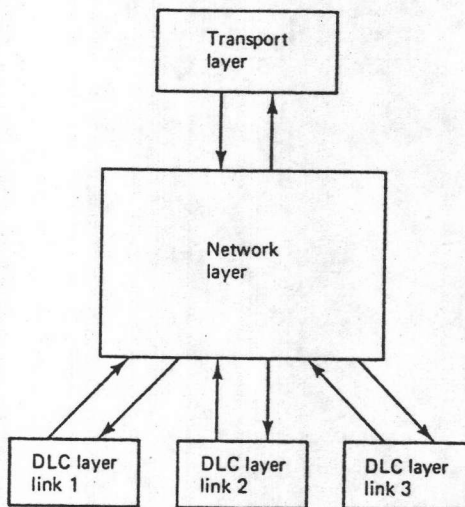 Transport
layer
Network
layer
DLC layer
link 1
DLC layer
link 2
DLC layer
link 3